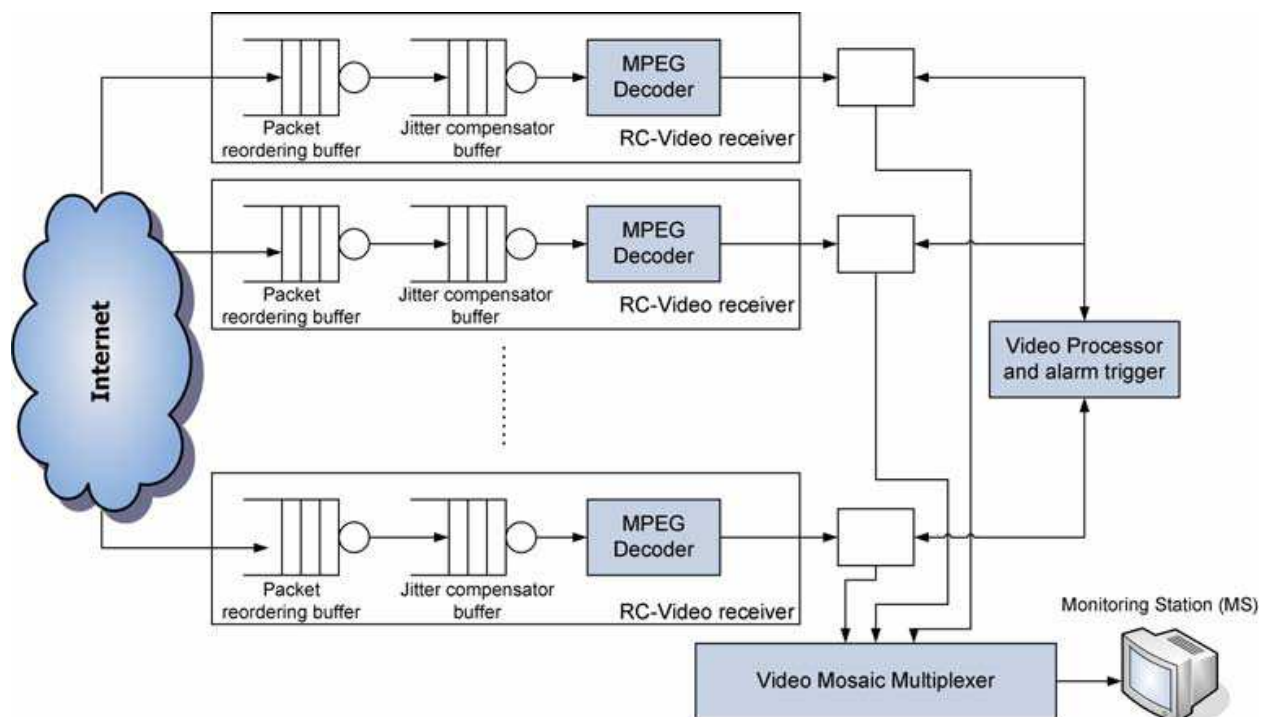 MPEG
Decoder
Packet
reordering buffer
Jitter compensator
buffer
RC-Video receiver
MPEG
Decoder
Packet
reordering buffer
Jitter compensator
buffer
RC-Video receiver
Internet
Video Processor
and alarm trigger
MPEG
Decoder
Packet
reordering buffer
Jitter compensator
buffer
RC-Video receiver
Monitoring Station (MS)
Video Mosaic Multiplexer